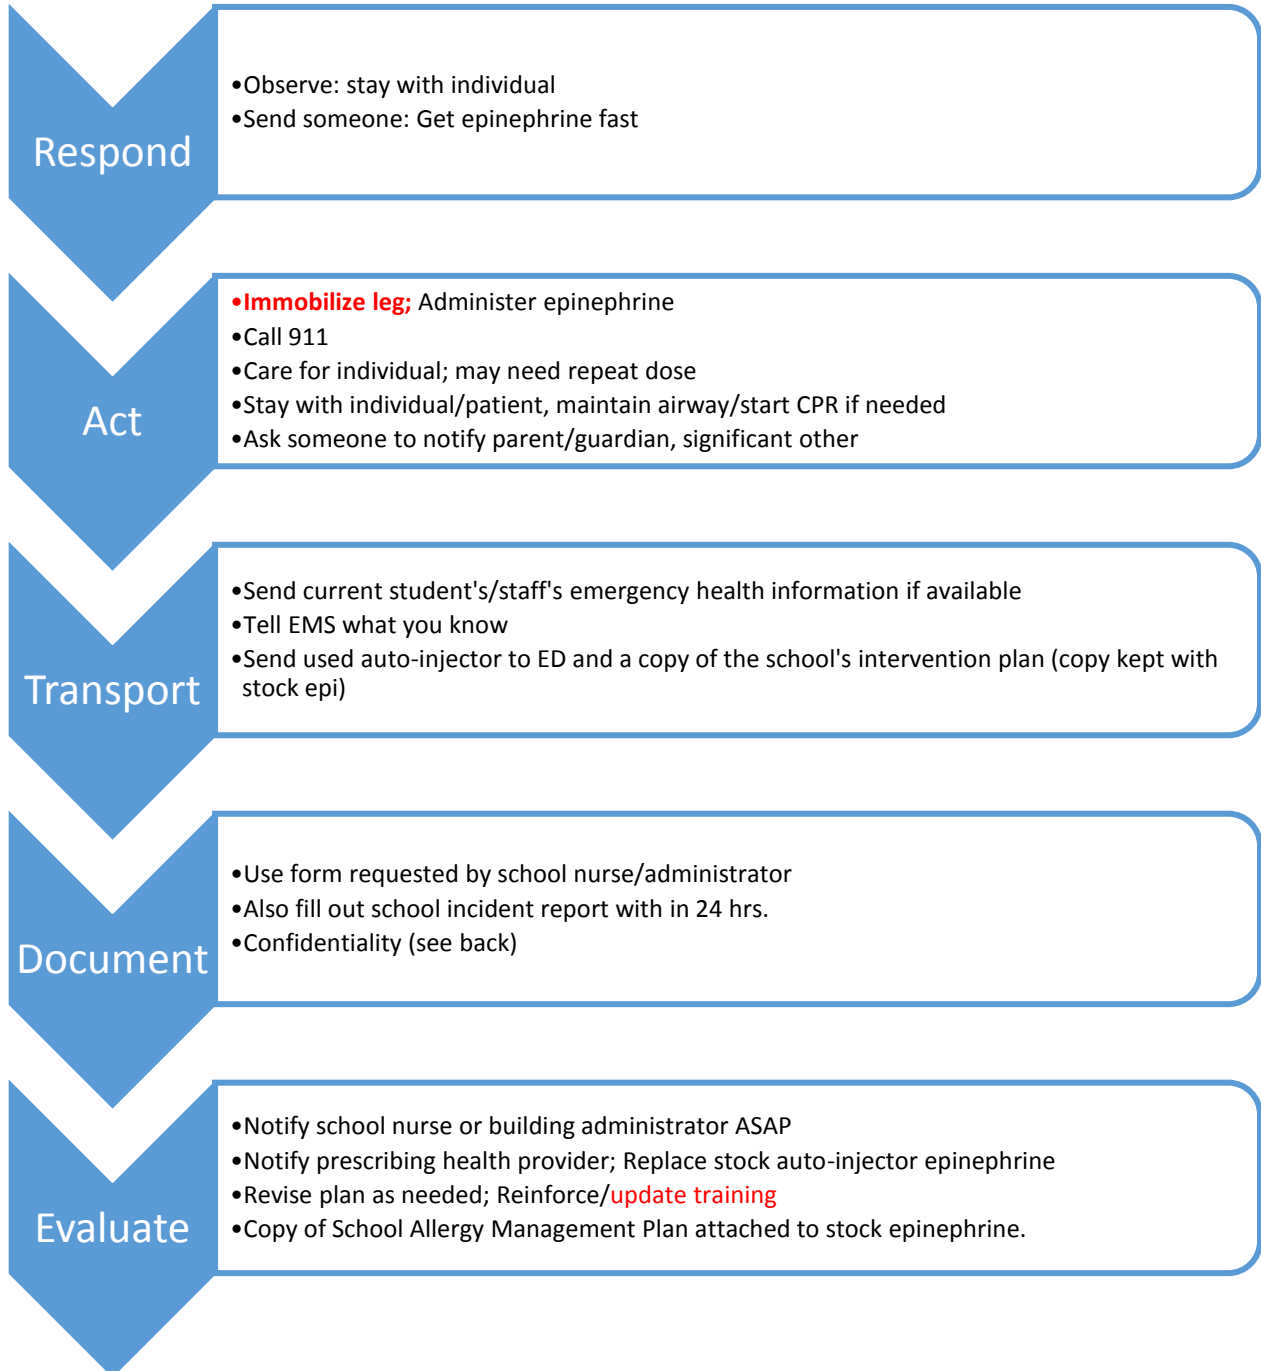 Respond
•Observe: stay with individual
•Send someone: Get epinephrine fast
Act
•Immobilize leg; Administer epinephrine
•Call 911
•Care for individual; may need repeat dose
•Stay with individual/patient, maintain airway/start CPR if needed
•Ask someone to notify parent/guardian, significant other
Transport
•Send current student's/staff's emergency health information if available
•Tell EMS what you know
•Send used auto-injector to ED and a copy of the school's intervention plan (copy kept with
stock epi)
Document
•Use form requested by school nurse/administrator
•Also fill out school incident report with in 24 hrs.
•Confidentiality (see back)
Evaluate
•Notify school nurse or building administrator ASAP
•Notify prescribing health provider; Replace stock auto-injector epinephrine
•Revise plan as needed; Reinforce/update training
•Copy of School Allergy Management Plan attached to stock epinephrine.